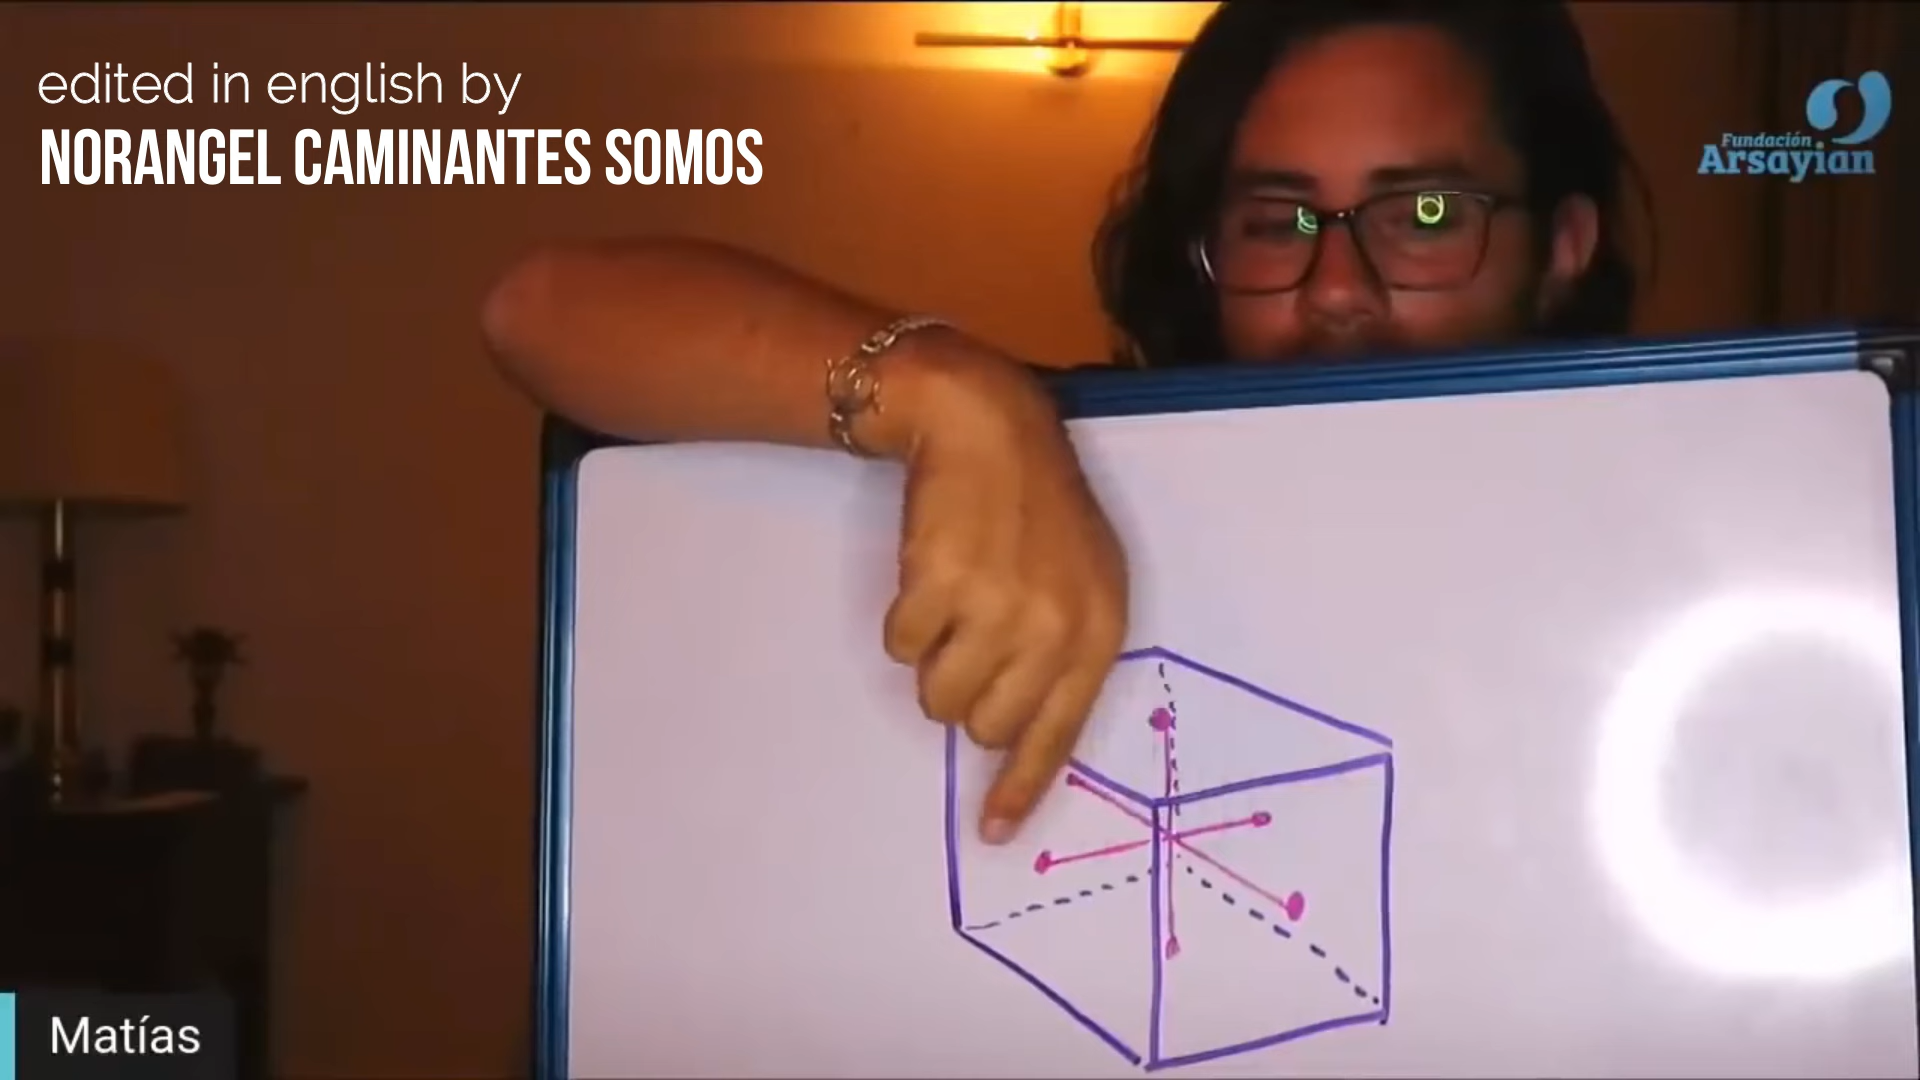 edited in english by
NORANGEL CAMINANTES SOMOS
Fundación
Arsayian
Matías